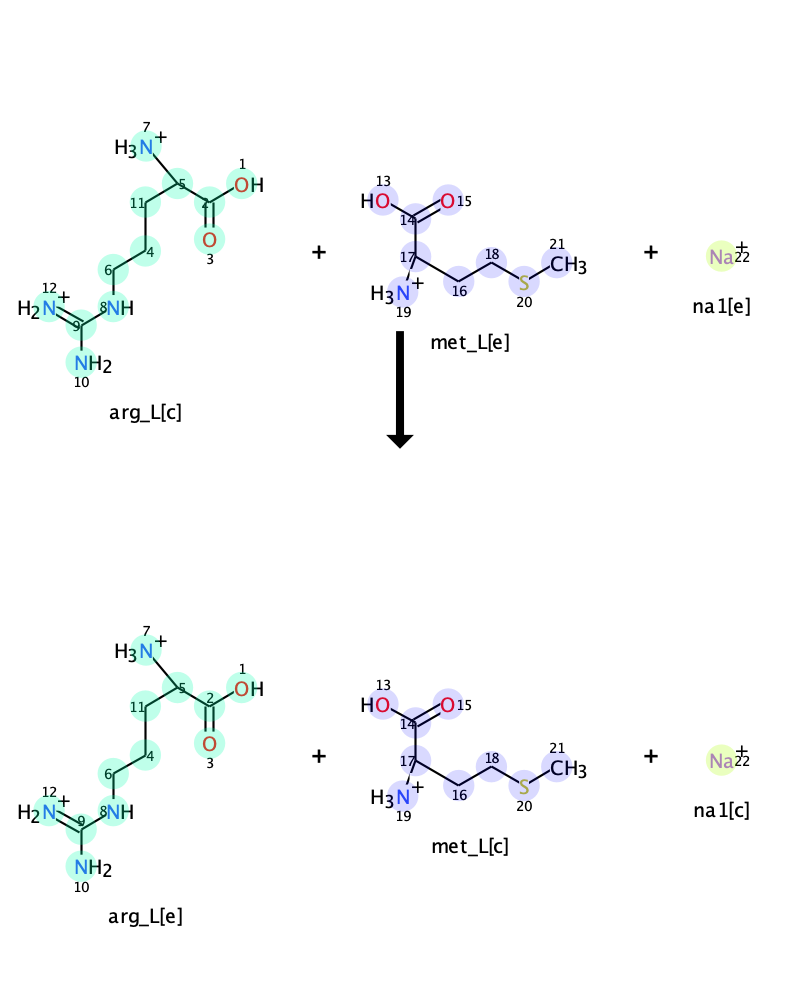 7
H3N+
1
5
2
OH
11
O
3
4
6
12
H2N+
8
NH
9
NH2
10
arg_L[c]
+
13
HO
O
15
14
17
18
21
CH3
H3N+
19
16
S
20
met_L[e]
+
Na+
22
na1[e]
7
H3N+
1
5
2
OH
11
O
3
4
6
12
H2N+
8
NH
9
NH2
10
arg_L[e]
+
13
HO
O
15
14
17
18
21
CH3
H3N+
19
16
S
20
met_L[c]
+
Na+
22
na1[c]